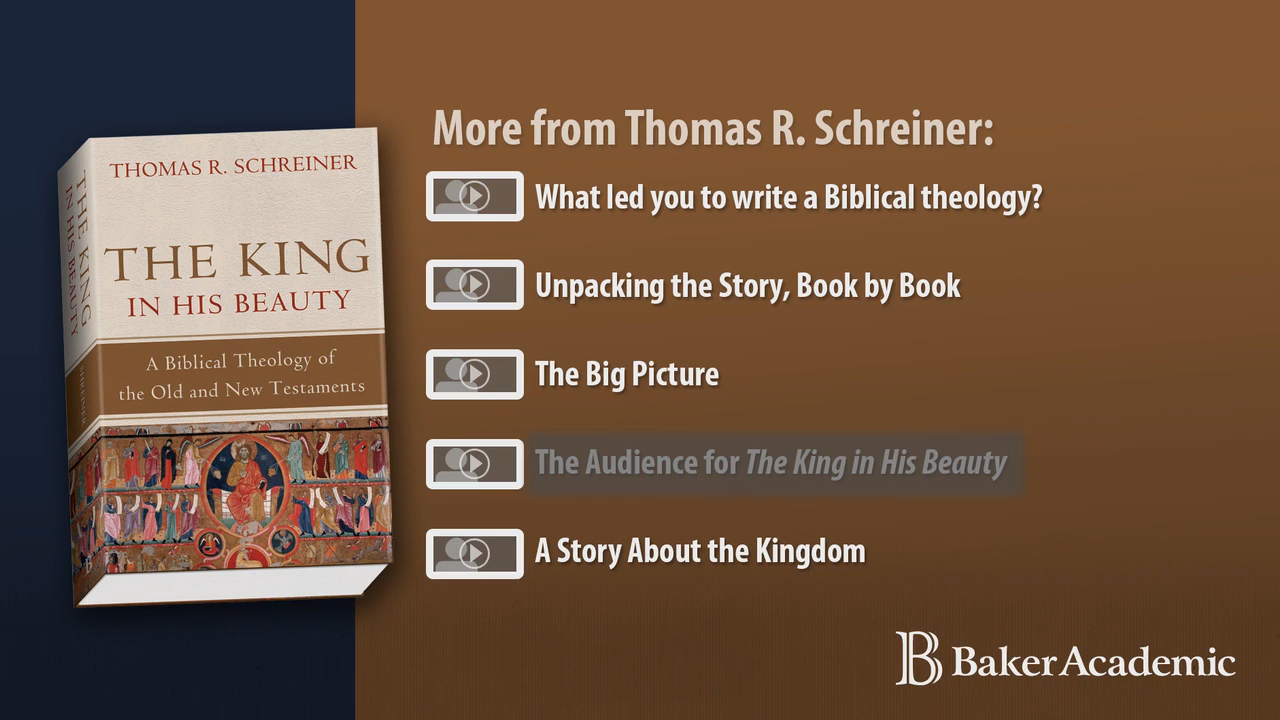 THOMAS R. SCHREINER
THE KING
IN HIS BEAUTY
A Biblical Theology of
the Old and New Testaments
THE KING
IN HIS BEAUTY
SCHREINER
More from Thomas R. Schreiner:
What led you to write a Biblical theology?
Unpacking the Story, Book by Book
The Big Picture
The Audience for The King in His Beauty
A Story About the Kingdom
B BakerAcademic